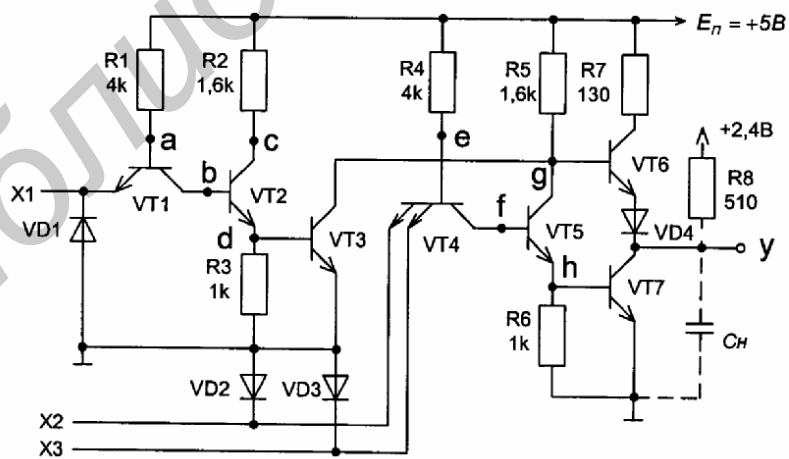 Eп = +5В
R1
4k
R2
1,6k
R4
4k
R5
1,6k
R7
130
+2,4В
a
c
e
g
R8
510
X1
b
VT1
VT2
VT6
VD1
d
VT3
VT4
f
VT5
VD4
y
R3
1k
h
VT7
R6
1k
Cн
VD2
VD3
X2
X3